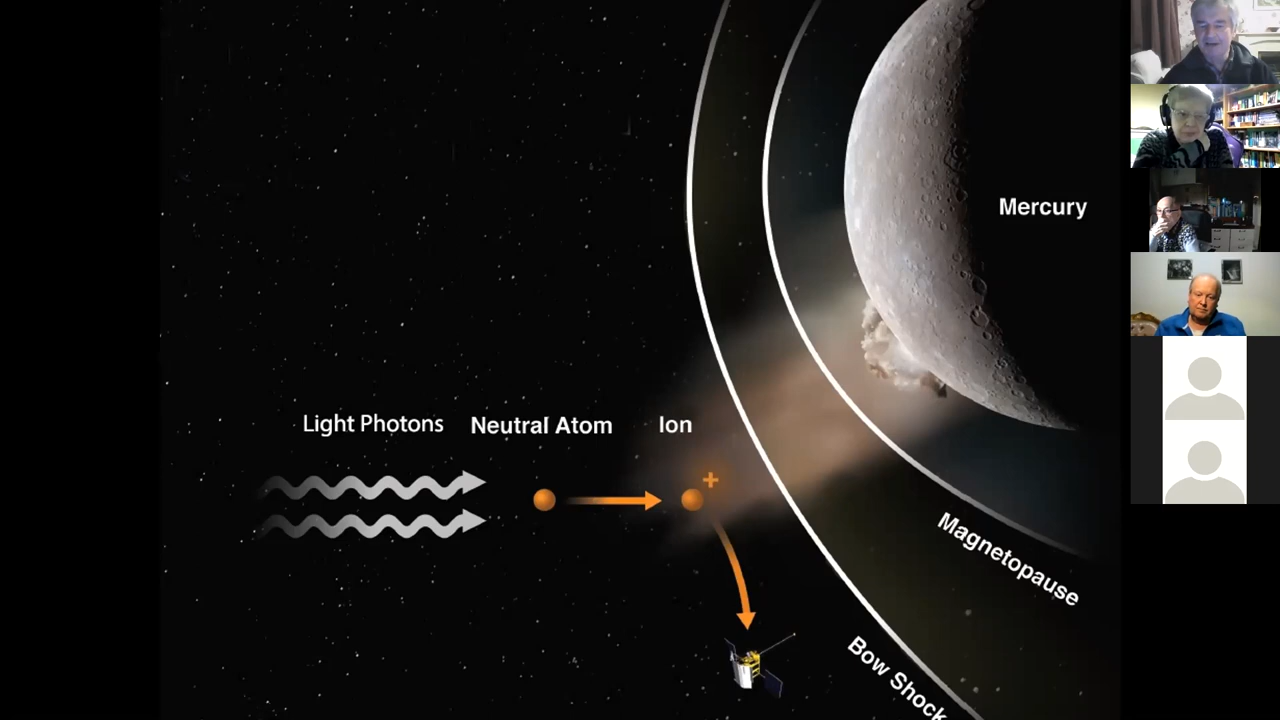 Mercury
Light Photons
Neutral Atom
Ion
+
Magnetopause
Bow Shock